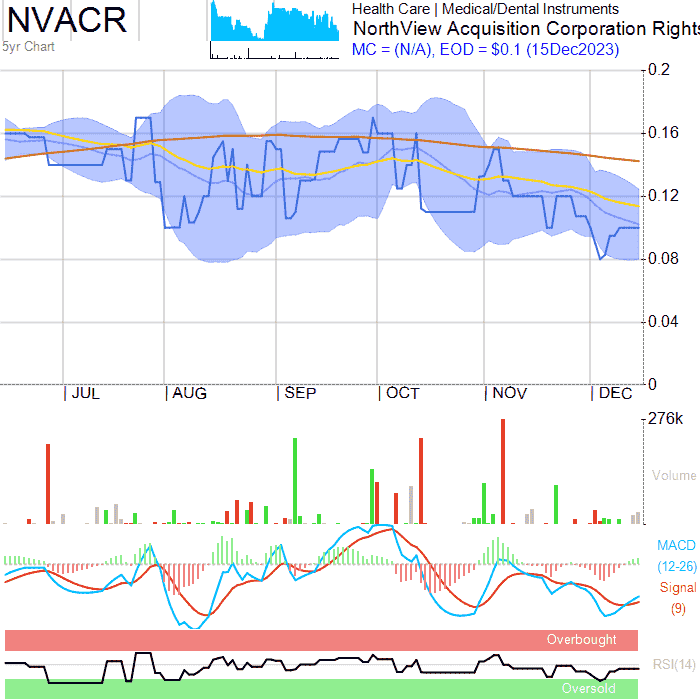 NVACR
5yr Chart
Health Care | Medical/Dental Instruments
NorthView Acquisition Corporation Rights
MC = (N/A), EOD = $0.1 (15Dec2023)
0.2
0.16
0.12
0.08
0.04
0
JUL AUG SEP OCT NOV DEC
276k
Volume
MACD
(12-26)
Signal
(9)
Overbought
RSI(14)
Oversold